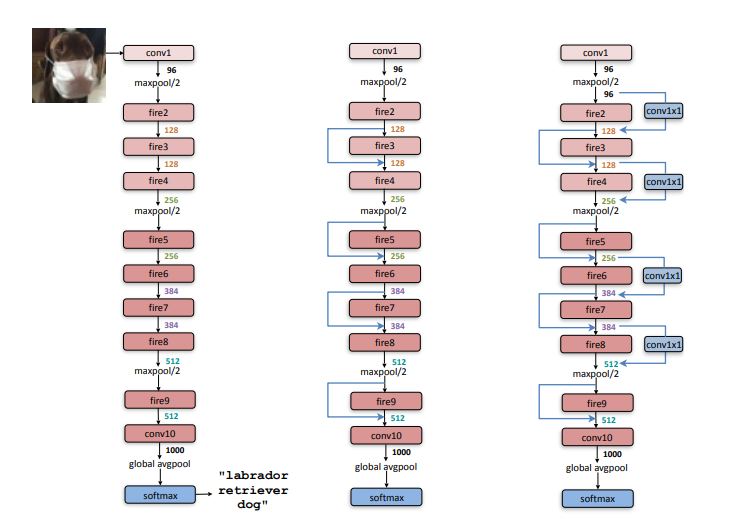 conv1
96
maxpool/2
fire2
128
fire3
128
fire4
256
maxpool/2
fire5
256
fire6
384
fire7
384
fire8
512
maxpool/2
fire9
512
conv10
1000
global avgpool
softmax
"labrador
retriever
dog"
conv1
96
maxpool/2
fire2
128
fire3
128
fire4
256
maxpool/2
fire5
256
fire6
384
fire7
384
fire8
512
maxpool/2
fire9
512
conv10
1000
global avgpool
softmax
conv1
96
maxpool/2
96
fire2
conv1x1
128
fire3
128
fire4
conv1x1
256
maxpool/2
fire5
256
fire6
conv1x1
384
fire7
384
fire8
conv1x1
512
maxpool/2
fire9
512
conv10
1000
global avgpool
softmax